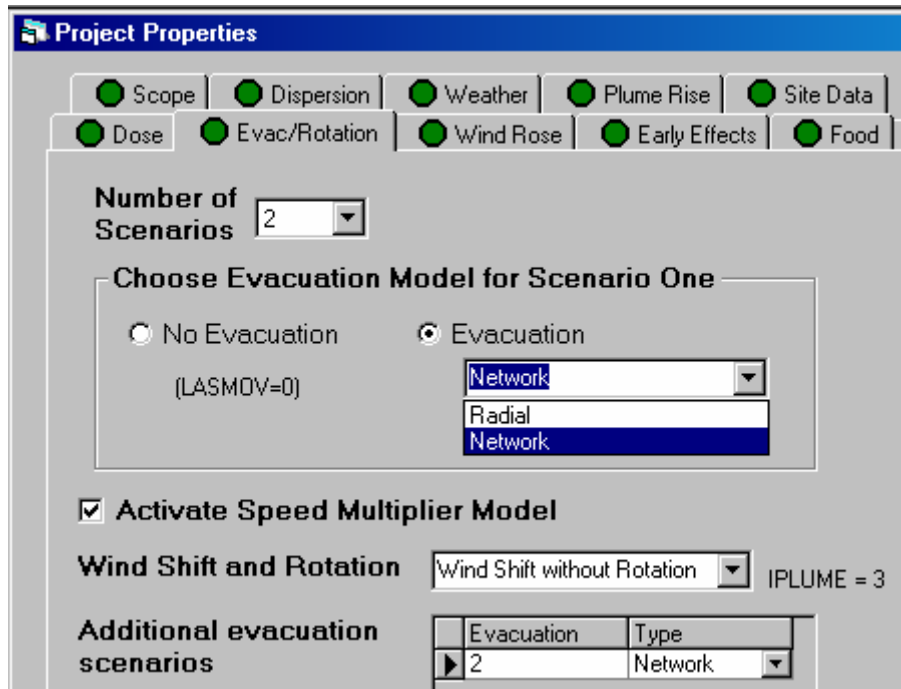 Project Properties
Scope Dispersion Weather Plume Rise Site Data
Dose Evac/Rotation Wind Rose Early Effects Food
Number of
Scenarios 2
Choose Evacuation Model for Scenario One
No Evacuation Evacuation
(LASMOV=0) Network
Radial
Network
Activate Speed Multiplier Model
Wind Shift and Rotation Wind Shift without Rotation IPLUME = 3
Additional evacuation Evacuation Type
scenarios 2 Network